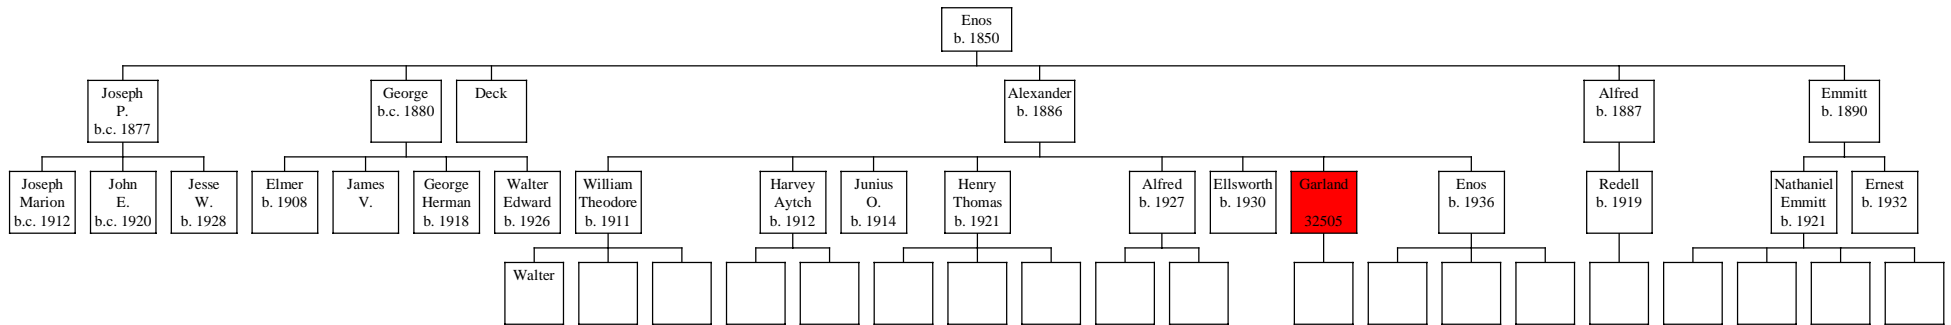 Enos
b. 1850
Joseph
P.
b.c. 1877
George
b.c. 1880
Deck
Alexander
b. 1886
Alfred
b. 1887
Emmitt
b. 1890
Joseph
Marion
b.c. 1912
John
E.
b.c. 1920
Jesse
W.
b. 1928
Elmer
b. 1908
James
V.
George
Herman
b. 1918
Walter
Edward
b. 1926
William
Theodore
b. 1911
Harvey
Aytch
b. 1912
Junius
O.
b. 1914
Henry
Thomas
b. 1921
Alfred
b. 1927
Ellsworth
b. 1930
Garland
32505
Enos
b. 1936
Redell
b. 1919
Nathaniel
Emmitt
b. 1921
Ernest
b. 1932
Walter